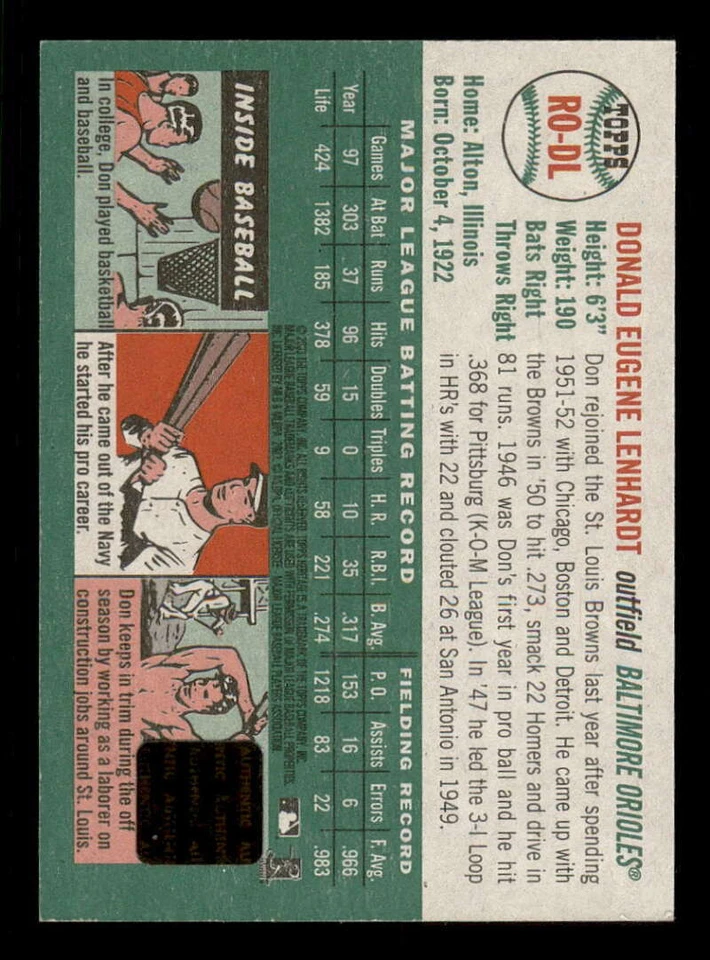 TOPPS
RO-DL
DONALD EUGENE LENHARDT outfield BALTIMORE ORIOLES®
Height: 6'3"
Weight: 190
Bats Right
Throws Right
Home: Alton, Illinois
Born: October 4, 1922
Don rejoined the St. Louis Browns last year after spending
1951-52 with Chicago, Boston and Detroit. He came up with
the Browns in '50 to hit .273, smack 22 Homers and drive in
81 runs. 1946 was Don's first year in pro ball and he hit
.368 for Pittsburg (K-O-M League). In '47 he led the 3-I Loop
in HR's with 22 and clouted 26 at San Antonio in 1949.
MAJOR LEAGUE BATTING RECORD FIELDING RECORD
Games At Bat Runs Hits Doubles Triples H. R. R.B.I. B. Avg. P. O. Assists Errors F. Avg.
Year 97 303 37 96 15 0 10 35 .317 153 16 6 .966
Life 424 1382 185 378 59 9 58 221 .274 1218 83 22 .983
INSIDE BASEBALL
In college, Don played basketball
and baseball.
After he came out of the Navy
he started his pro career.
Don keeps in trim during the off
season by working as a laborer on
construction jobs around St. Louis.